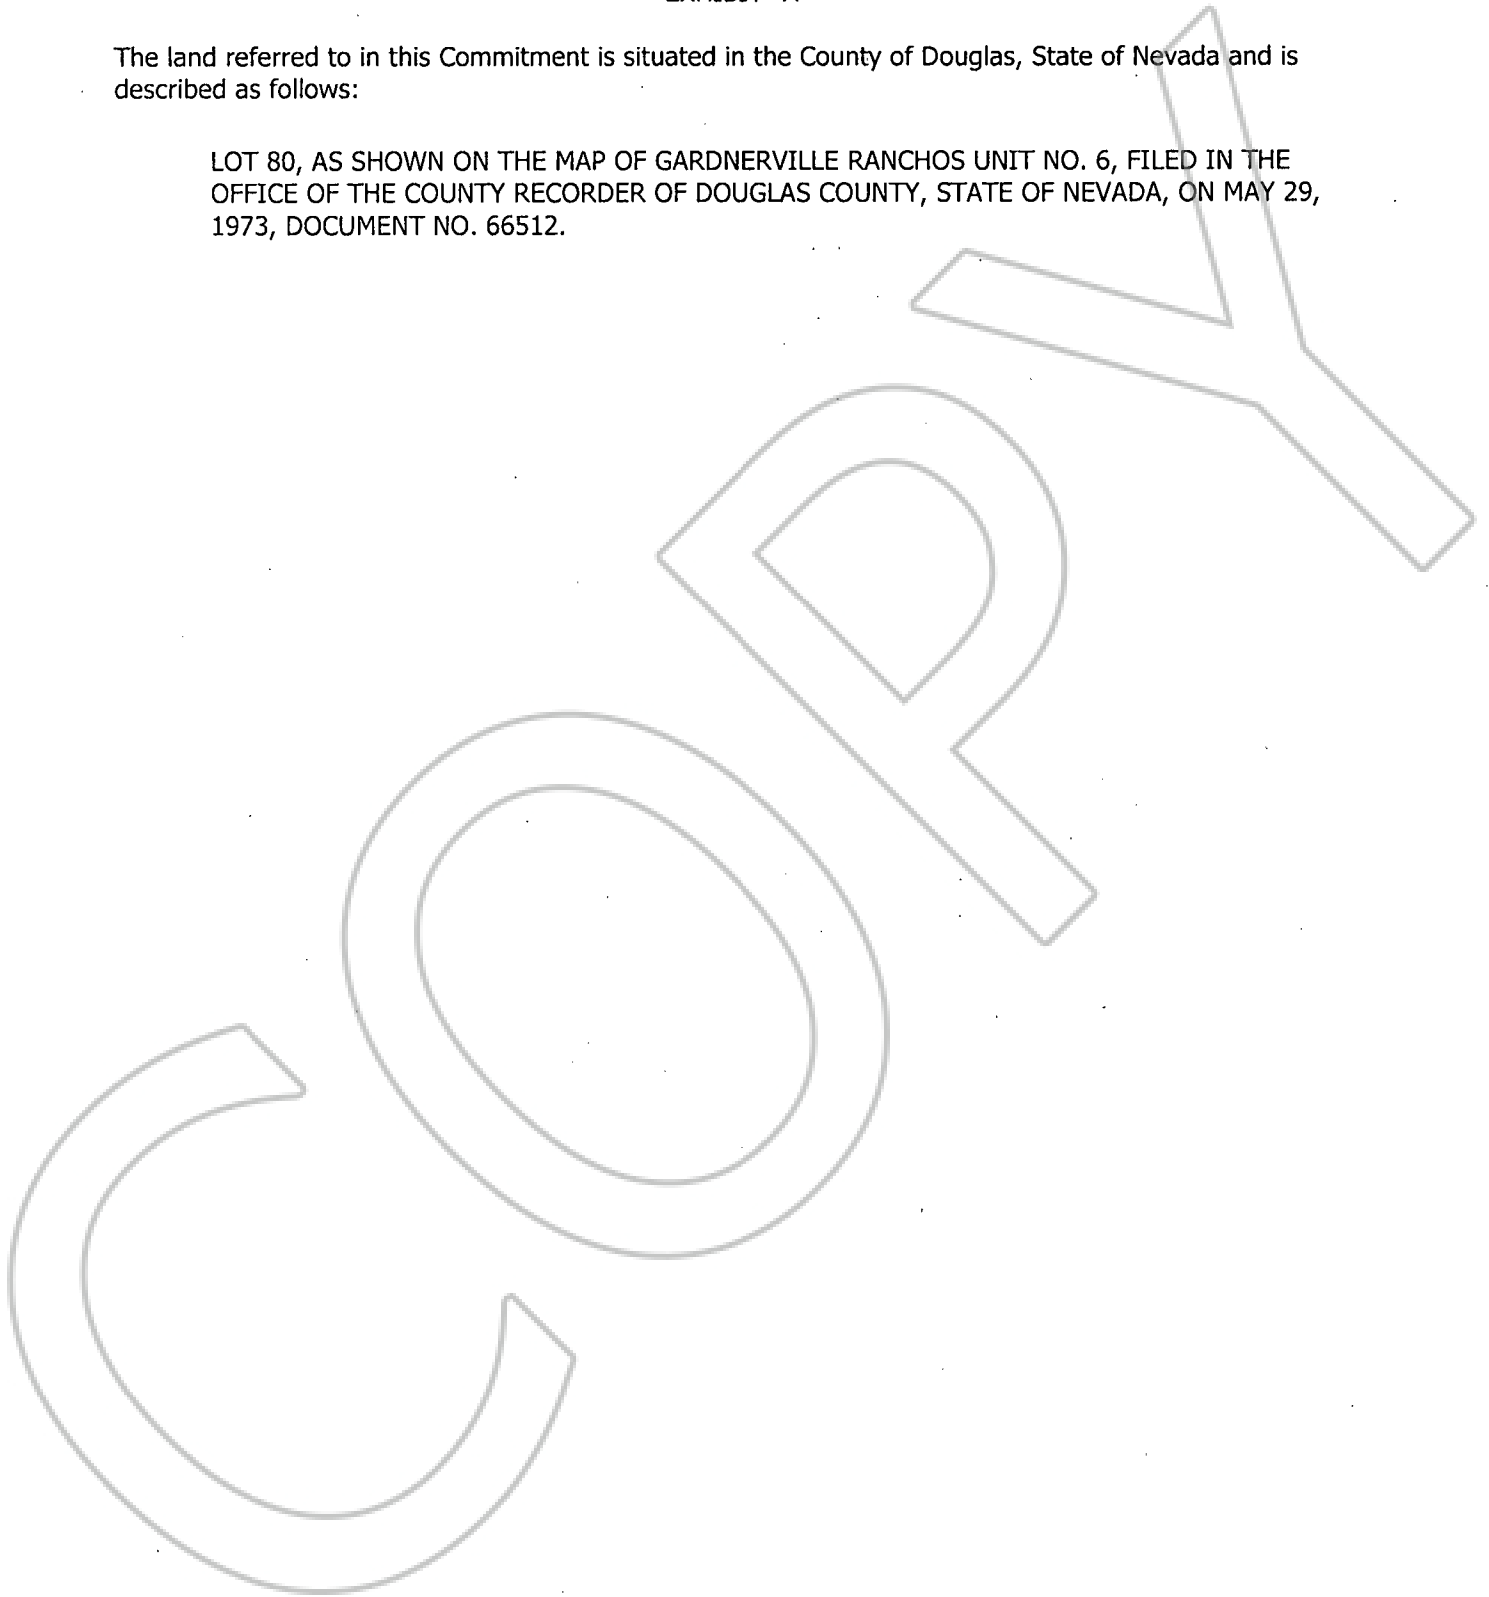 The land referred to in this Commitment is situated in the County of Douglas, State of Nevada and is
described as follows:
LOT 80, AS SHOWN ON THE MAP OF GARDNERVILLE RANCHOS UNIT NO. 6, FILED IN THE
OFFICE OF THE COUNTY RECORDER OF DOUGLAS COUNTY, STATE OF NEVADA, ON MAY 29,
1973, DOCUMENT NO. 66512.
COPY